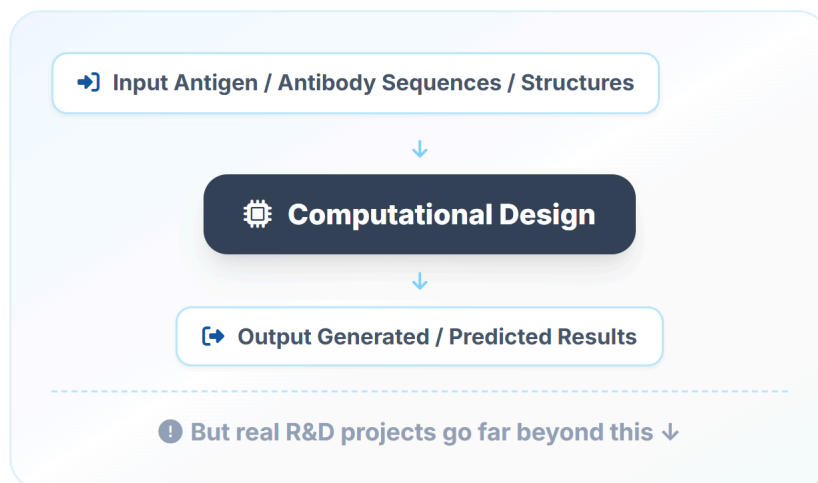 Input Antigen / Antibody Sequences / Structures
Computational Design
Output Generated / Predicted Results
But real R&D projects go far beyond this ↓